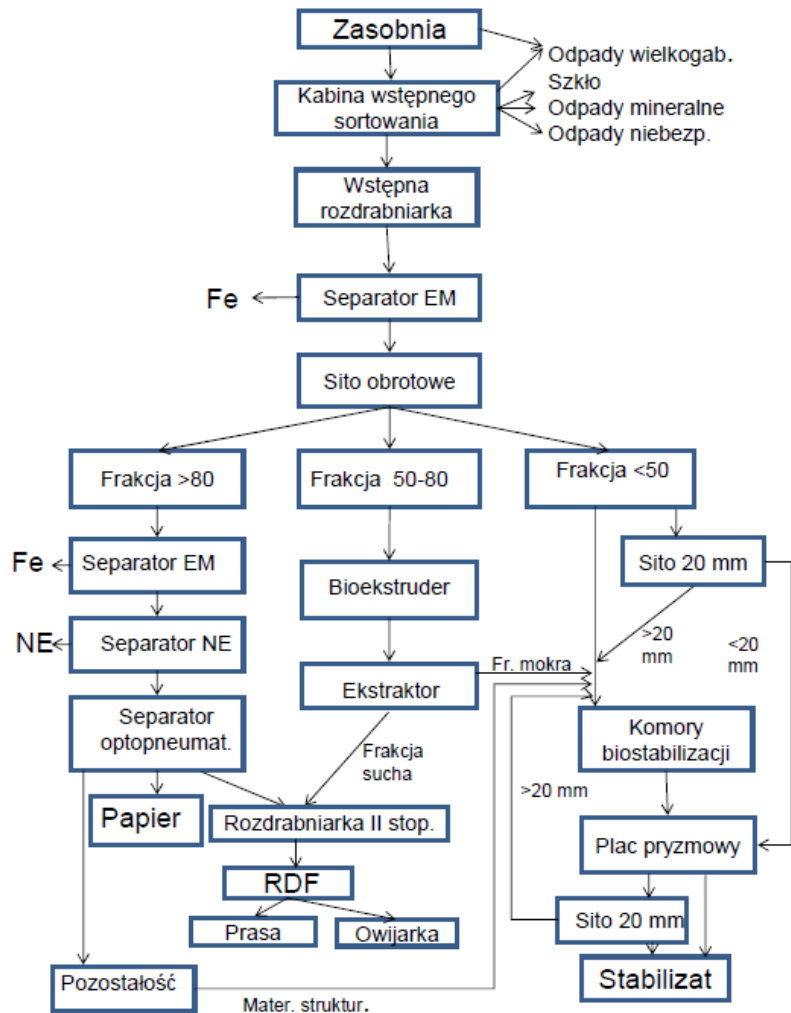 Zasobnia
Odpady wielkogab.
Szkło
Kabina wstępnego
sortowania
Odpady mineralne
Odpady niebezp.
Wstępna
rozdrabniarka
Fe
Separator EM
Sito obrotowe
Frakcja >80
Frakcja 50-80
Frakcja <50
Fe
Separator EM
Bioekstruder
Sito 20 mm
NE
Separator NE
>20
mm
<20
mm
Fr. mokra
Ekstraktor
Separator
optopneumat.
Komory
biostabilizacji
Frakcja
sucha
>20 mm
Papier
Rozdrabniarka II stop.
Plac pryzmowy
RDF
Prasa
Owijarka
Sito 20 mm
Pozostałość
Stabilizat
Mater. struktur.